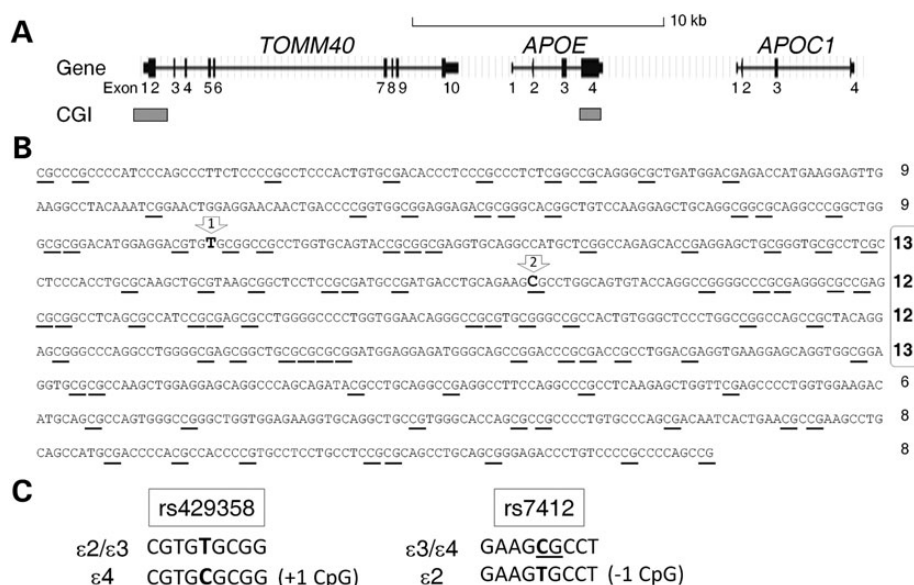 10 kb
A
TOMM40 APOE APOC1
Gene
Exon 1 2 3 4 5 6 7 8 9 10 1 2 3 4 1 2 3 4
CGI
B
CGCCCGCCCCATCCCAGCCCTTCTCCCCGCCTCCCACTGTGCGACACCCTCCCGCCCTCTCGGCCGCAGGGCGCTGATGGACGAGACCATGAAGGAGTTG 9
AAGGCCTACAAATCGGAACTGGAGGAACAACTGACCCCGGTGGCGGAGGAGACGCGGGCACGGCTGTCCAAGGAGCTGCAGGCGGCGCAGGCCCGGCTGG 9
1
GCGCGGACATGGAGGACGTGTGCGGCCGCCTGGTGCAGTACCGCGGCGAGGTGCAGGCCATGCTCGGCCAGAGCACCGAGGAGCTGCGGGTGCGCCTCGC 13
2
CTCCCACCTGCGCAAGCTGCGTAAGCGGCTCCTCCGCGATGCCGATGACCTGCAGAAGCGCCTGGCAGTGTACCAGGCCGGGGCCCGCGAGGGCGCCGAG 12
CGCGGCCTCAGCGCCATCCGCGAGCGCCTGGGGCCCCTGGTGGAACAGGGCCGCGTGCGGGCCGCCACTGTGGGCTCCCTGGCCGGCCAGCCGCTACAGG 12
AGCGGGCCCAGGCCTGGGGCGAGCGGCTGCGCGCGCGGATGGAGGAGATGGGCAGCCGGACCCGCGACCGCCTGGACGAGGTGAAGGAGCAGGTGGCGGA 13
GGTGCGCGCCAAGCTGGAGGAGCAGGCCCAGCAGATACGCCTGCAGGCCGAGGCCTTCCAGGCCCGCCTCAAGAGCTGGTTCGAGCCCCTGGTGGAAGAC 6
ATGCAGCGCCAGTGGGCCGGGCTGGTGGAGAAGGTGCAGGCTGCCGTGGGCACCAGCGCCGCCCCTGTGCCCAGCGACAATCACTGAACGCCGAAGCCTG 8
CAGCCATGCGACCCCACGCCACCCCGTGCCTCCTGCCTCCGCGCAGCCTGCAGCGGGAGACCCTGTCCCCGCCCCAGCCG 8
C
rs429358 rs7412
ε2/ε3 CGTGTGCGG ε3/ε4 GAAGCGCCT
ε4 CGTGCGCGG (+1 CpG) ε2 GAAGTGCCT (-1 CpG)